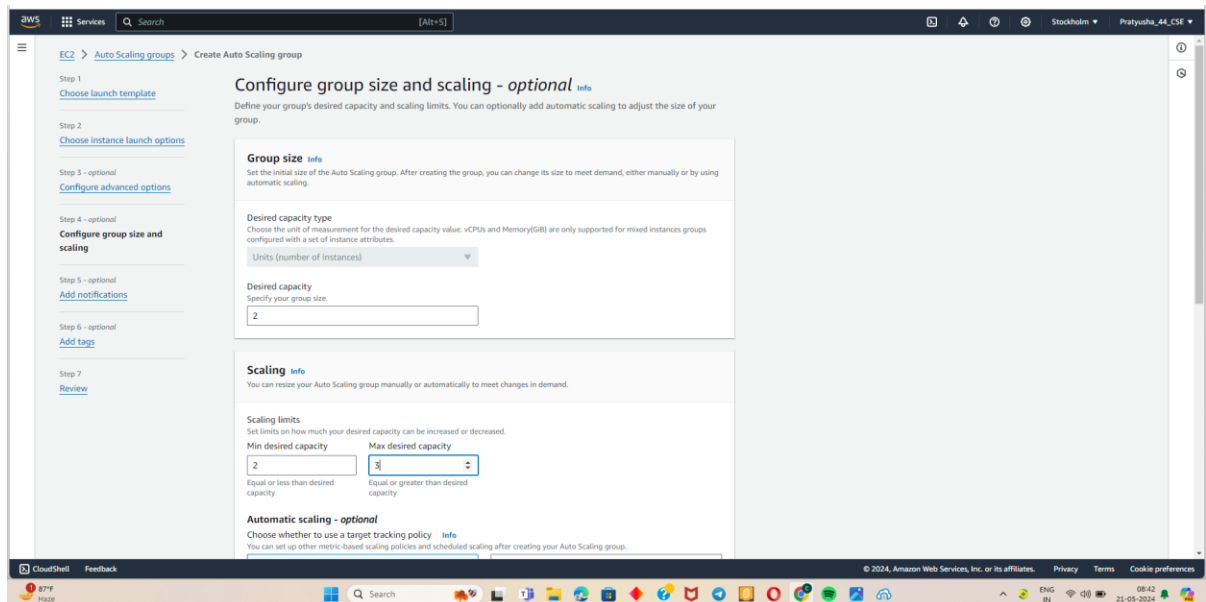 aws
Services
Search
[Alt+S]
Stockholm
Pratyusha_44_CSE
EC2 > Auto Scaling groups > Create Auto Scaling group
Step 1
Choose launch template
Step 2
Choose instance launch options
Step 3 - optional
Configure advanced options
Step 4 - optional
Configure group size and
scaling
Step 5 - optional
Add notifications
Step 6 - optional
Add tags
Step 7
Review
Configure group size and scaling - optional Info
Define your group's desired capacity and scaling limits. You can optionally add automatic scaling to adjust the size of your
group.
Group size Info
Set the initial size of the Auto Scaling group. After creating the group, you can change its size to meet demand, either manually or by using
automatic scaling.
Desired capacity type
Choose the unit of measurement for the desired capacity value. vCPUs and Memory(GiB) are only supported for mixed instances groups
configured with a set of instance attributes.
Units (number of instances)
Desired capacity
Specify your group size.
2
Scaling Info
You can resize your Auto Scaling group manually or automatically to meet changes in demand.
Scaling limits
Set limits on how much your desired capacity can be increased or decreased.
Min desired capacity
2
Equal or less than desired
capacity
Max desired capacity
3
Equal or greater than desired
capacity
Automatic scaling - optional
Choose whether to use a target tracking policy Info
You can set up other metric-based scaling policies and scheduled scaling after creating your Auto Scaling group.
CloudShell Feedback
© 2024, Amazon Web Services, Inc. or its affiliates. Privacy Terms Cookie preferences
1
87°F
Haze
Search
ENG
IN
08:42
21-05-2024